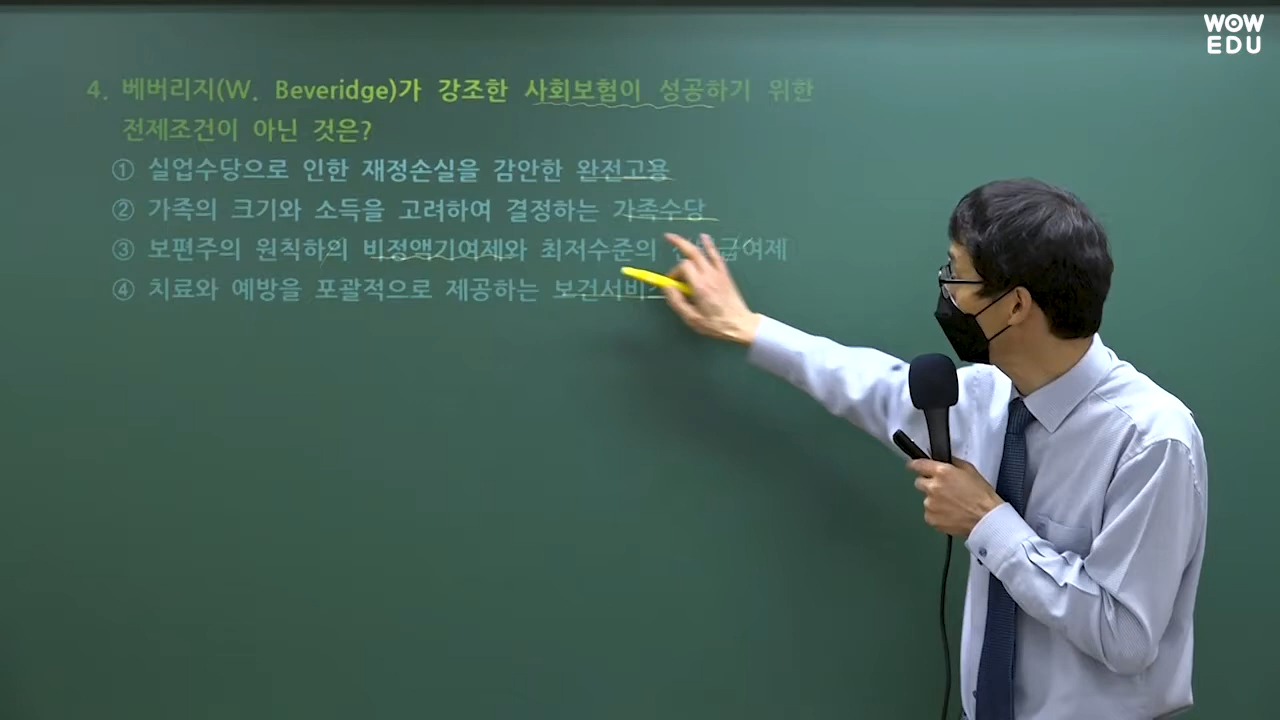 WOW
EDU
4. 베버리지(W. Beveridge)가 강조한 사회보험이 성공하기 위한
전제조건이 아닌 것은?
① 실업수당으로 인한 재정손실을 감안한 완전고용
② 가족의 크기와 소득을 고려하여 결정하는 가족수당
③ 보편주의 원칙하의 비정액기여제와 최저수준의 급여제
④ 치료와 예방을 포괄적으로 제공하는 보건서비스